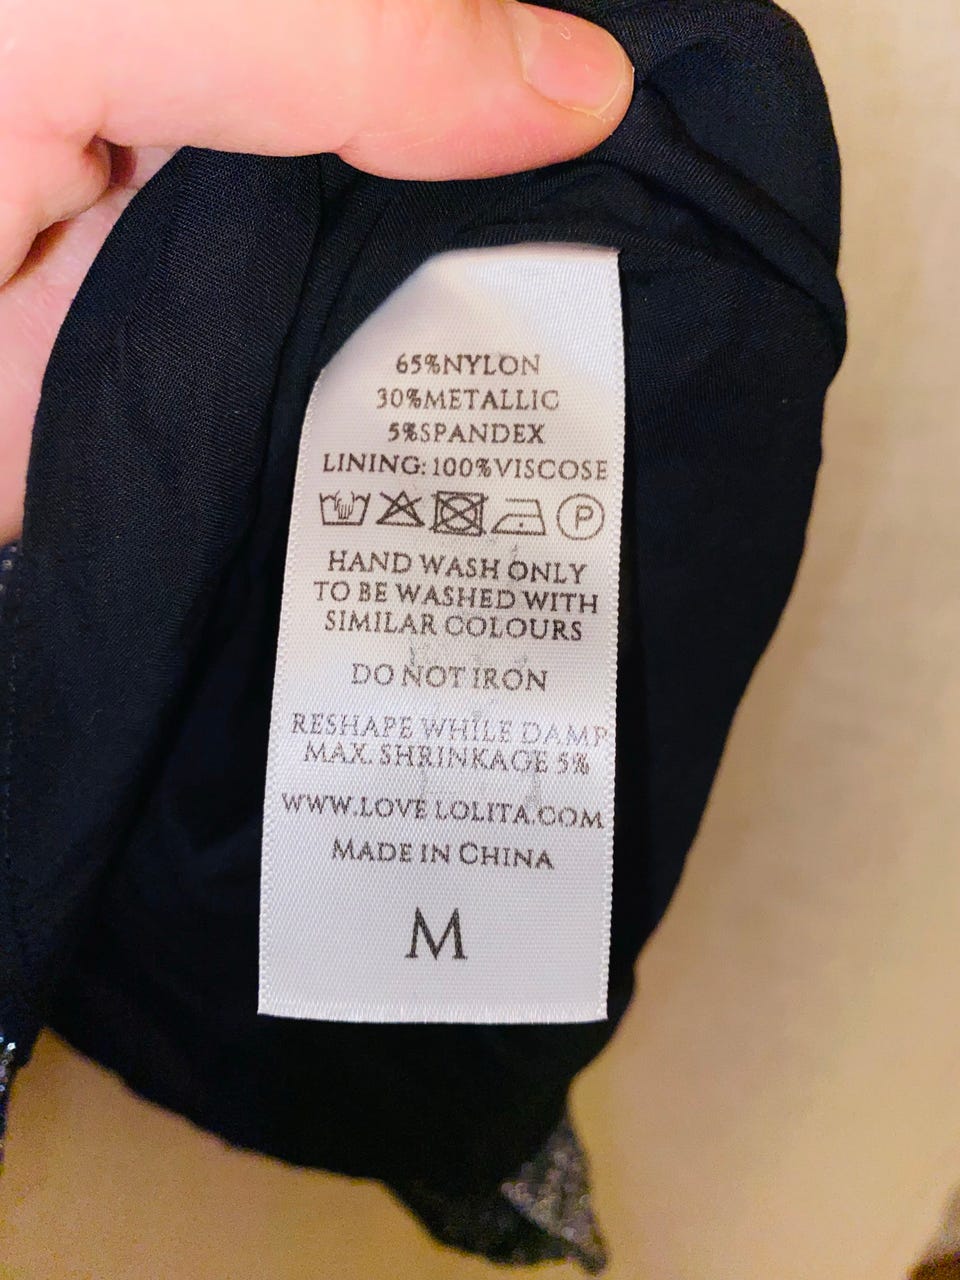 65%NYLON
30%METALLIC
5%SPANDEX
LINING: 100%VISCOSE
P
HAND WASH ONLY
TO BE WASHED WITH
SIMILAR COLOURS
DO NOT IRON
RESHAPE WHILE DAMP
MAX. SHRINKAGE 5%
WWW.LOVE LOLITA.COM
MADE IN CHINA
M